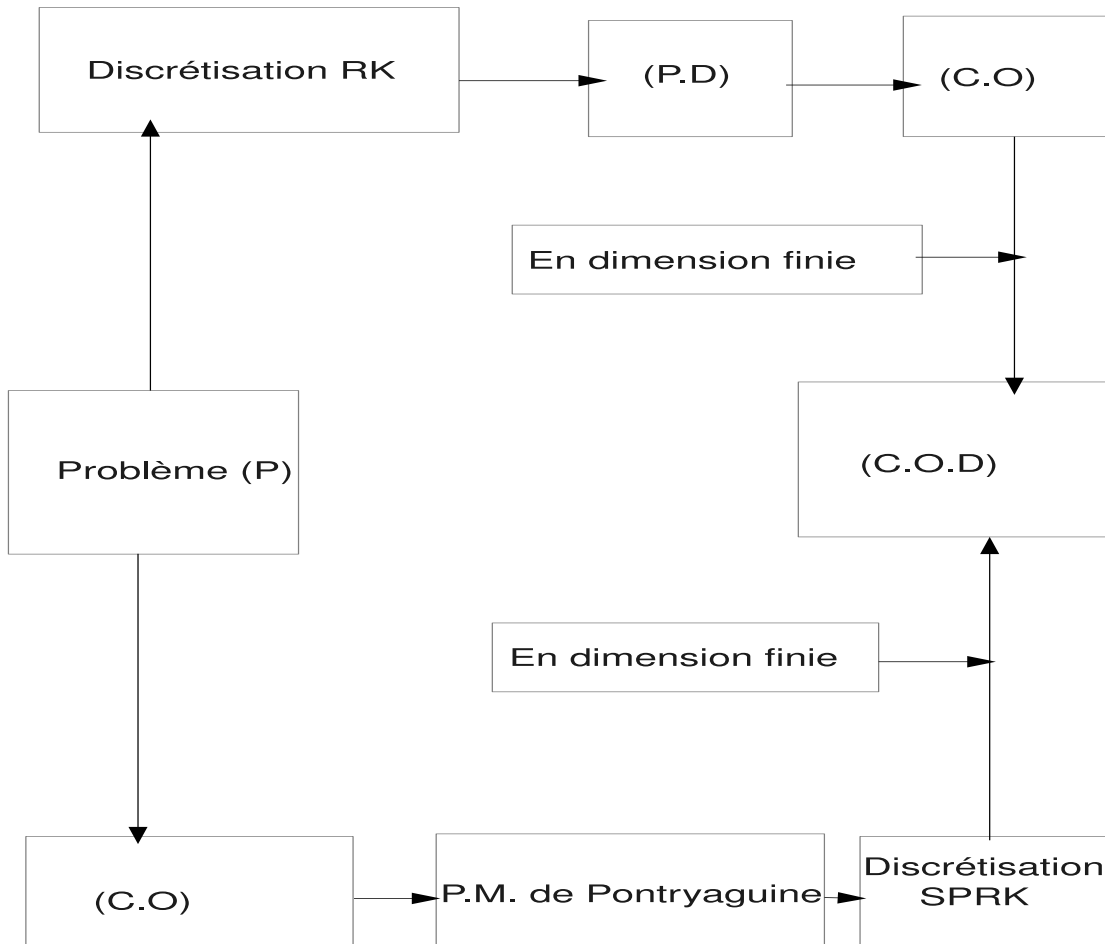 Discrétisation RK
(P.D)
(C.O)
En dimension finie
Problème (P)
(C.O.D)
En dimension finie
(C.O)
P.M. de Pontryaguine
Discrétisation
SPRK